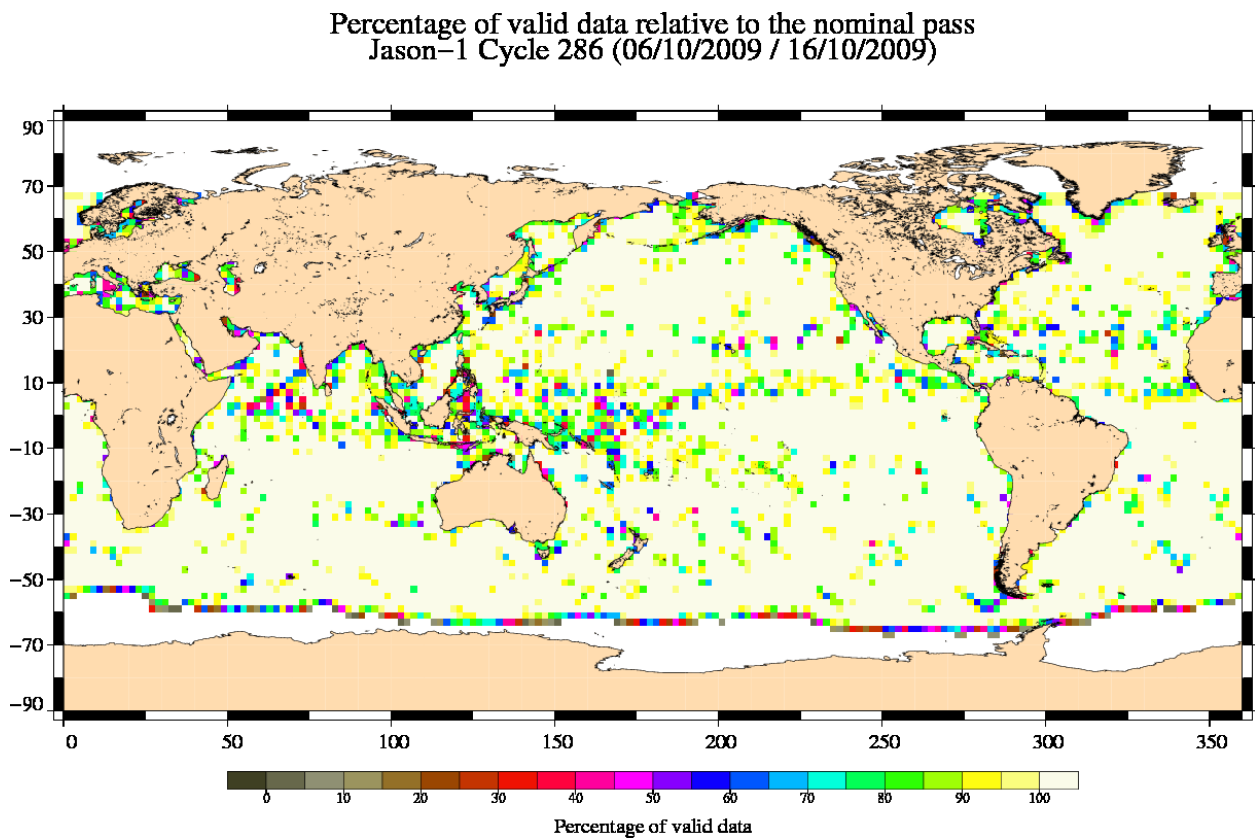 Percentage of valid data relative to the nominal pass
Jason-1 Cycle 286 (06/10/2009 / 16/10/2009)
90
70
50
30
10
-10
-30
-50
-70
-90
0 50 100 150 200 250 300 350
0 10 20 30 40 50 60 70 80 90 100
Percentage of valid data